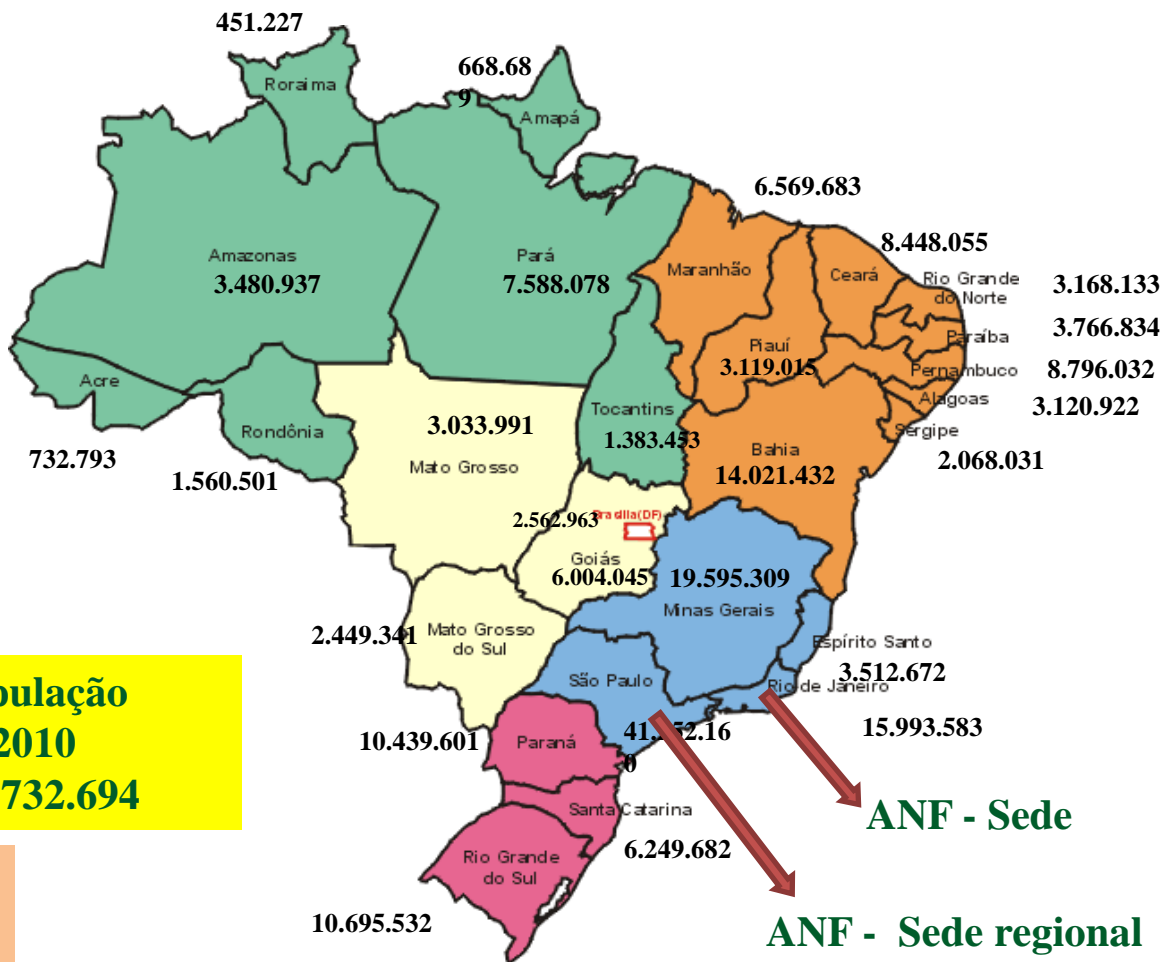 451.227
Roraima
668.68
9
Amapá
6.569.683
8.448.055
Amazonas
3.480.937
Pará
7.588.078
Maranhão
Ceará
Rio Grande
do Norte
3.168.133
Paraíba
3.766.834
Piauí
3.119.015
Pernambuco
8.796.032
Alagoas
3.120.922
Sergipe
2.068.031
Acre
732.793
Rondônia
1.560.501
3.033.991
Mato Grosso
Tocantins
1.383.453
Bahia
14.021.432
2.562.963
Brasília(DF)
Goiás
6.004.045
19.595.309
Minas Gerais
2.449.341
Mato Grosso
do Sul
Espírito Santo
3.512.672
São Paulo
Rio de Janeiro
15.993.583
0
10.439.601
Paraná
Santa Catarina
6.249.682
Rio Grande
do Sul
10.695.532
pulação
2010
732.694
ANF - Sede
ANF - Sede regional